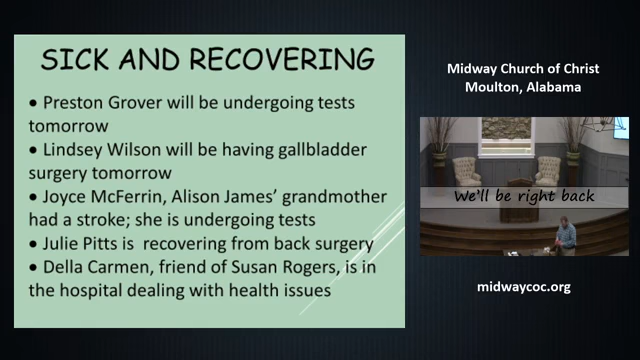 SICK AND RECOVERING
• Preston Grover will be undergoing tests
tomorrow
• Lindsey Wilson will be having gallbladder
surgery tomorrow
• Joyce McFerrin, Alison James’ grandmother
had a stroke; she is undergoing tests
• Julie Pitts is  recovering from back surgery
• Della Carmen, friend of Susan Rogers, is in
the hospital dealing with health issues
Midway Church of Christ
Moulton, Alabama
We'll be right back
midwaycoc.org